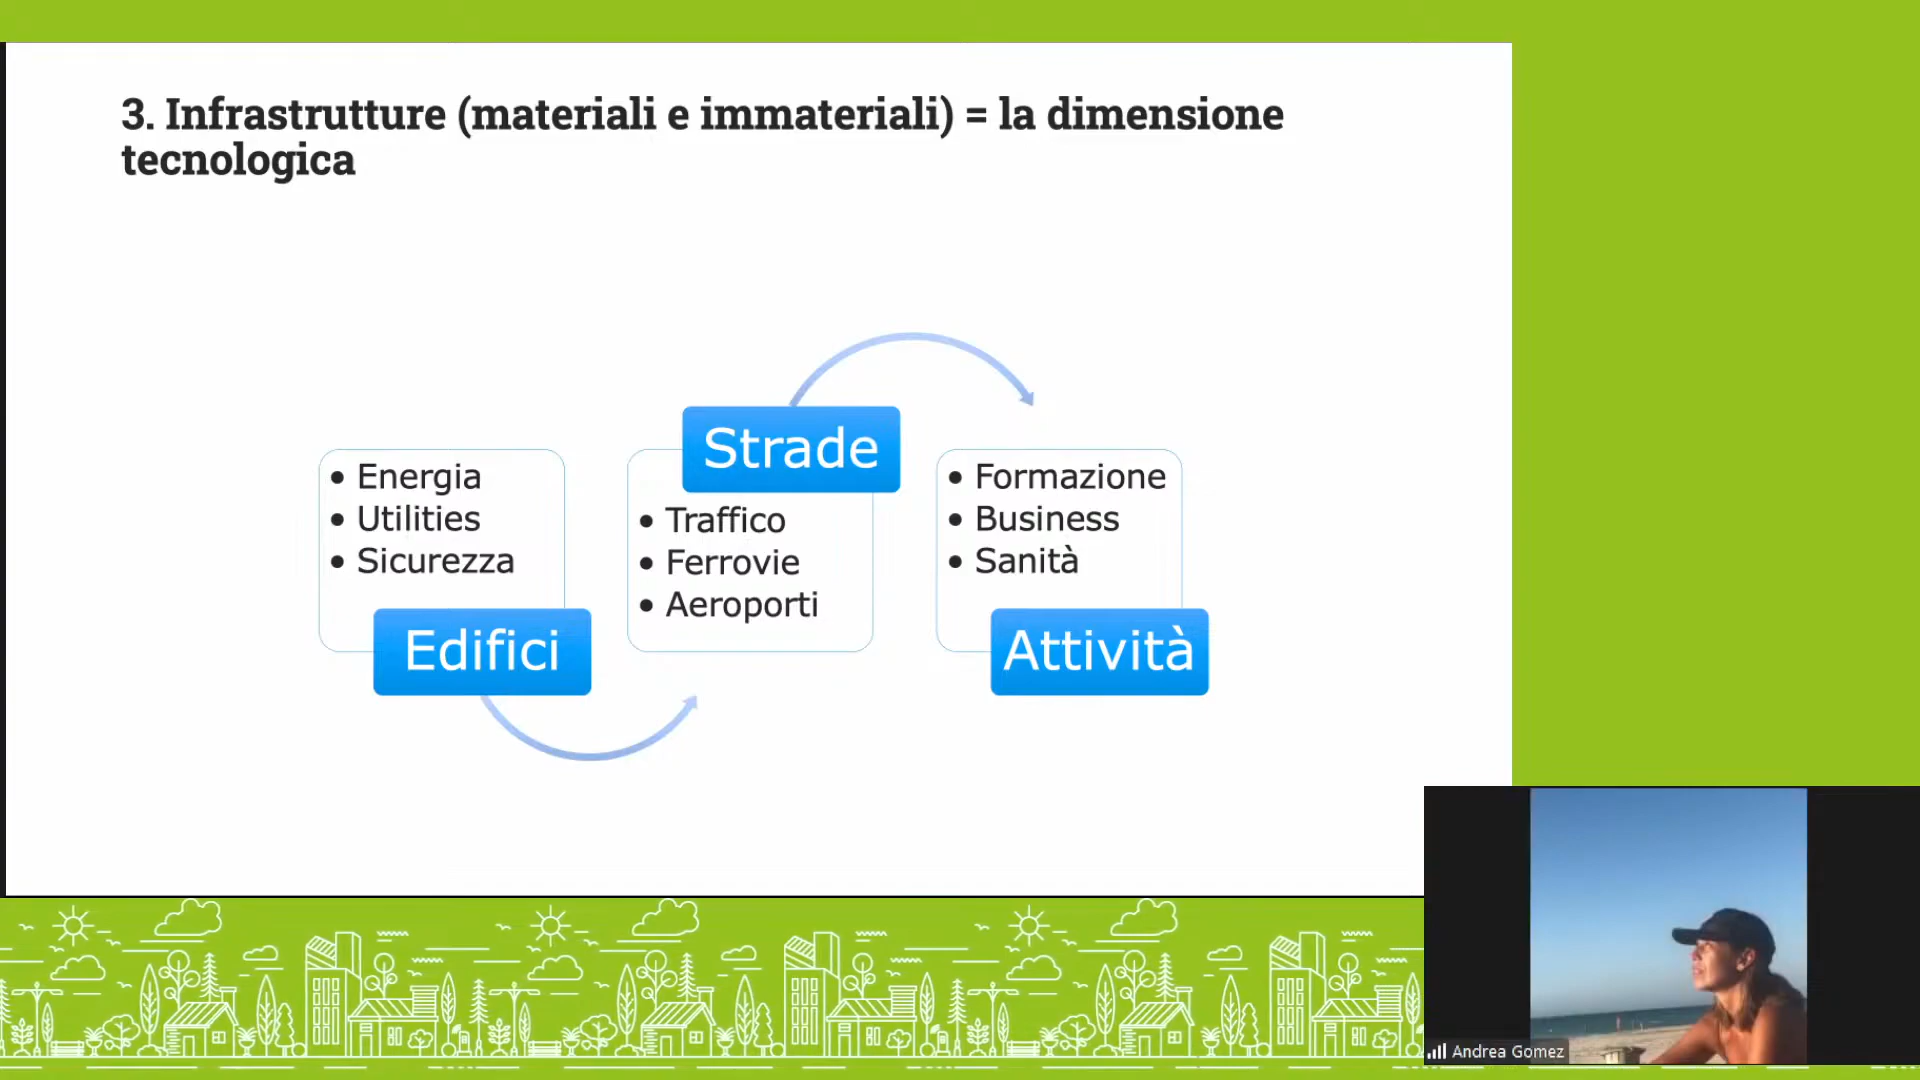 3. Infrastrutture (materiali e immateriali) = la dimensione
tecnologica
• Energia
• Utilities
• Sicurezza
Edifici
Strade
• Traffico
• Ferrovie
• Aeroporti
• Formazione
• Business
• Sanità
Attività
Andrea Gomez